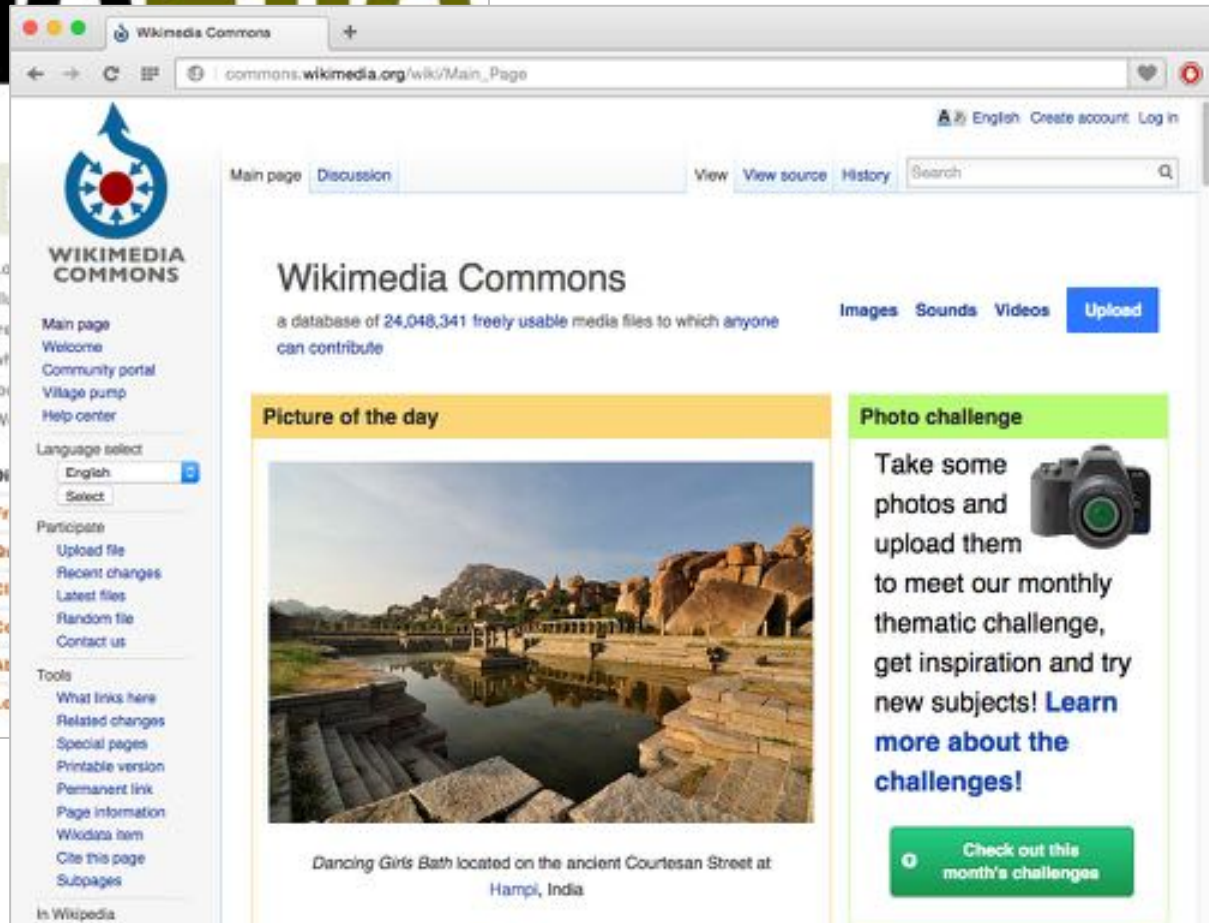 Wikimedia Commons
commons.wikimedia.org/wiki/Main_Page
English Create account Log in
Main page Discussion View View source History Search
WIKIMEDIA
COMMONS
Main page
Welcome
Community portal
Village pump
Help center
Language select
English
Select
Participate
Upload file
Recent changes
Latest files
Random file
Contact us
Tools
What links here
Related changes
Special pages
Printable version
Permanent link
Page information
Wikidata item
Cite this page
Subpages
In Wikipedia
Wikimedia Commons
a database of 24,048,341 freely usable media files to which anyone
can contribute
Images Sounds Videos Upload
Picture of the day
Dancing Girls Bath located on the ancient Courtesan Street at
Hampi, India
Photo challenge
Take some
photos and
upload them
to meet our monthly
thematic challenge,
get inspiration and try
new subjects! Learn
more about the
challenges!
Check out this
month's challenges